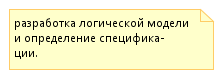 разработка логической модели
и определение специфика-
ции.